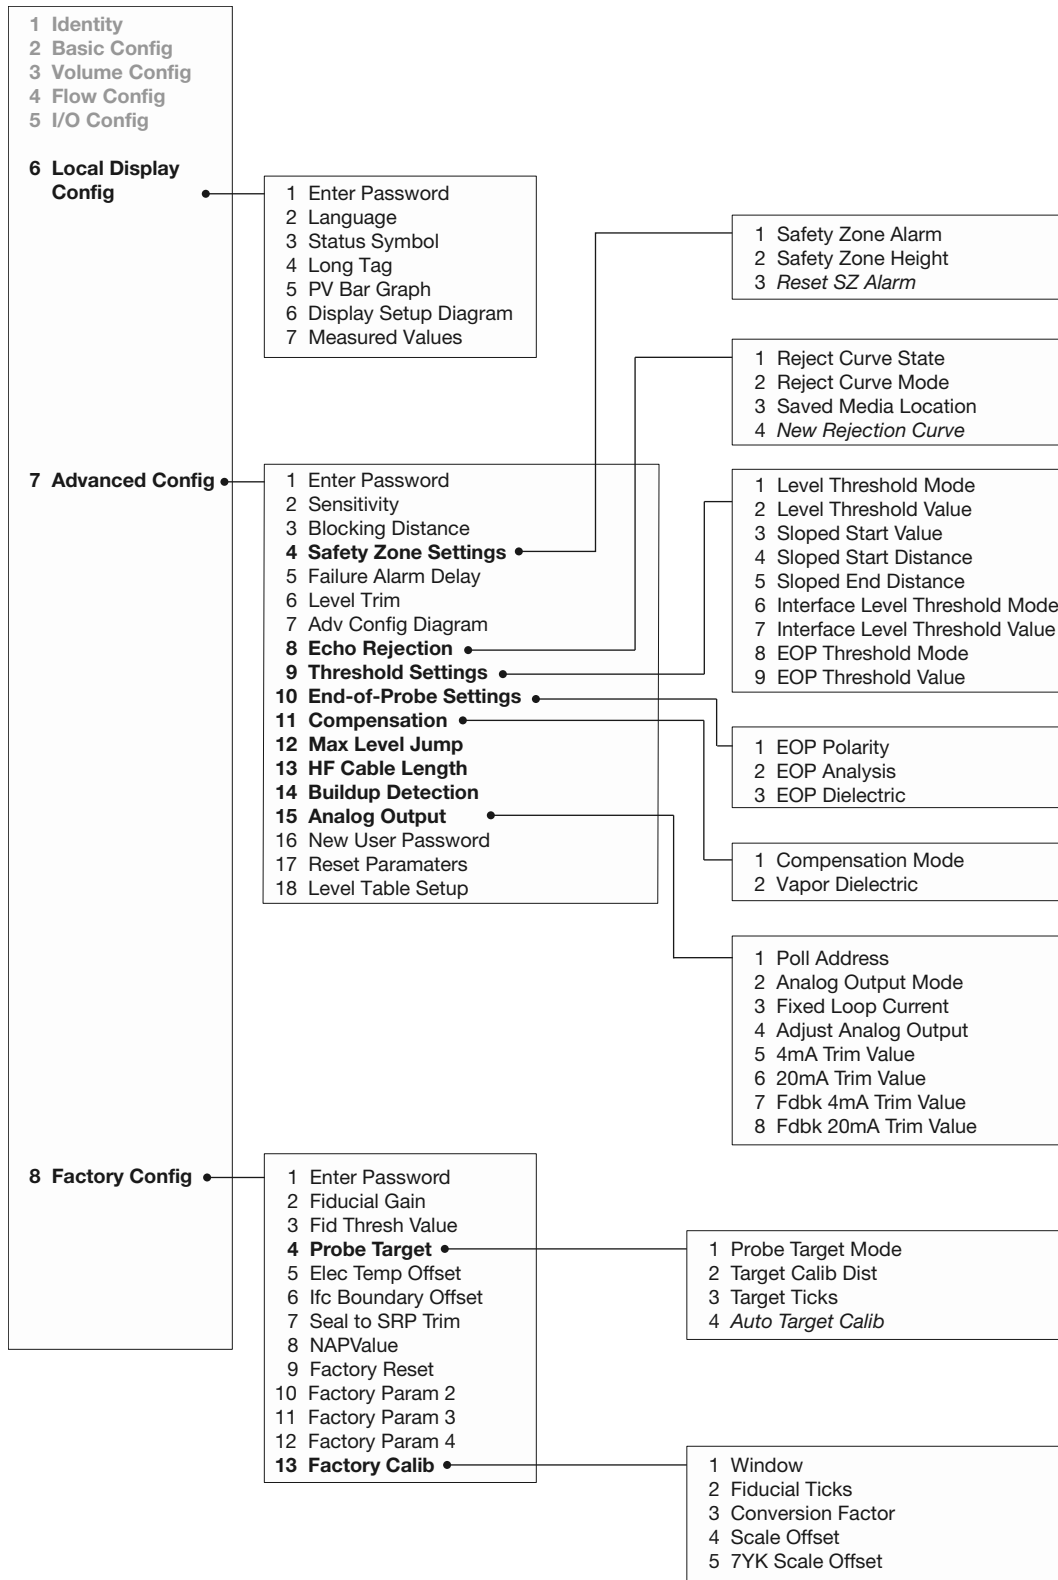 1 Identity
2 Basic Config
3 Volume Config
4 Flow Config
5 I/O Config
6 Local Display
Config
1 Enter Password
2 Language
3 Status Symbol
4 Long Tag
5 PV Bar Graph
6 Display Setup Diagram
7 Measured Values
1 Safety Zone Alarm
2 Safety Zone Height
3 Reset SZ Alarm
1 Reject Curve State
2 Reject Curve Mode
3 Saved Media Location
4 New Rejection Curve
7 Advanced Config
1 Enter Password
2 Sensitivity
3 Blocking Distance
4 Safety Zone Settings
5 Failure Alarm Delay
6 Level Trim
7 Adv Config Diagram
8 Echo Rejection
9 Threshold Settings
10 End-of-Probe Settings
11 Compensation
12 Max Level Jump
13 HF Cable Length
14 Buildup Detection
15 Analog Output
16 New User Password
17 Reset Paramaters
18 Level Table Setup
1 Level Threshold Mode
2 Level Threshold Value
3 Sloped Start Value
4 Sloped Start Distance
5 Sloped End Distance
6 Interface Level Threshold Mode
7 Interface Level Threshold Value
8 EOP Threshold Mode
9 EOP Threshold Value
1 EOP Polarity
2 EOP Analysis
3 EOP Dielectric
1 Compensation Mode
2 Vapor Dielectric
1 Poll Address
2 Analog Output Mode
3 Fixed Loop Current
4 Adjust Analog Output
5 4mA Trim Value
6 20mA Trim Value
7 Fdbk 4mA Trim Value
8 Fdbk 20mA Trim Value
8 Factory Config
1 Enter Password
2 Fiducial Gain
3 Fid Thresh Value
4 Probe Target
5 Elec Temp Offset
6 Ifc Boundary Offset
7 Seal to SRP Trim
8 NAPValue
9 Factory Reset
10 Factory Param 2
11 Factory Param 3
12 Factory Param 4
13 Factory Calib
1 Probe Target Mode
2 Target Calib Dist
3 Target Ticks
4 Auto Target Calib
1 Window
2 Fiducial Ticks
3 Conversion Factor
4 Scale Offset
5 7YK Scale Offset